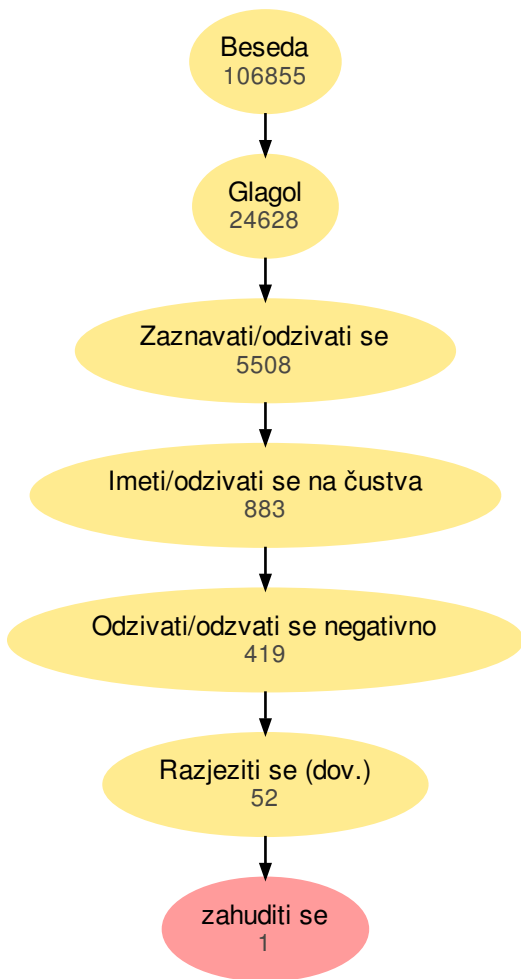 Beseda
106855
Glagol
24628
Zaznavati/odzivati se
5508
Imeti/odzivati se na čustva
883
Odzivati/odzvati se negativno
419
Razjeziti se (dov.)
52
zahuditi se
1